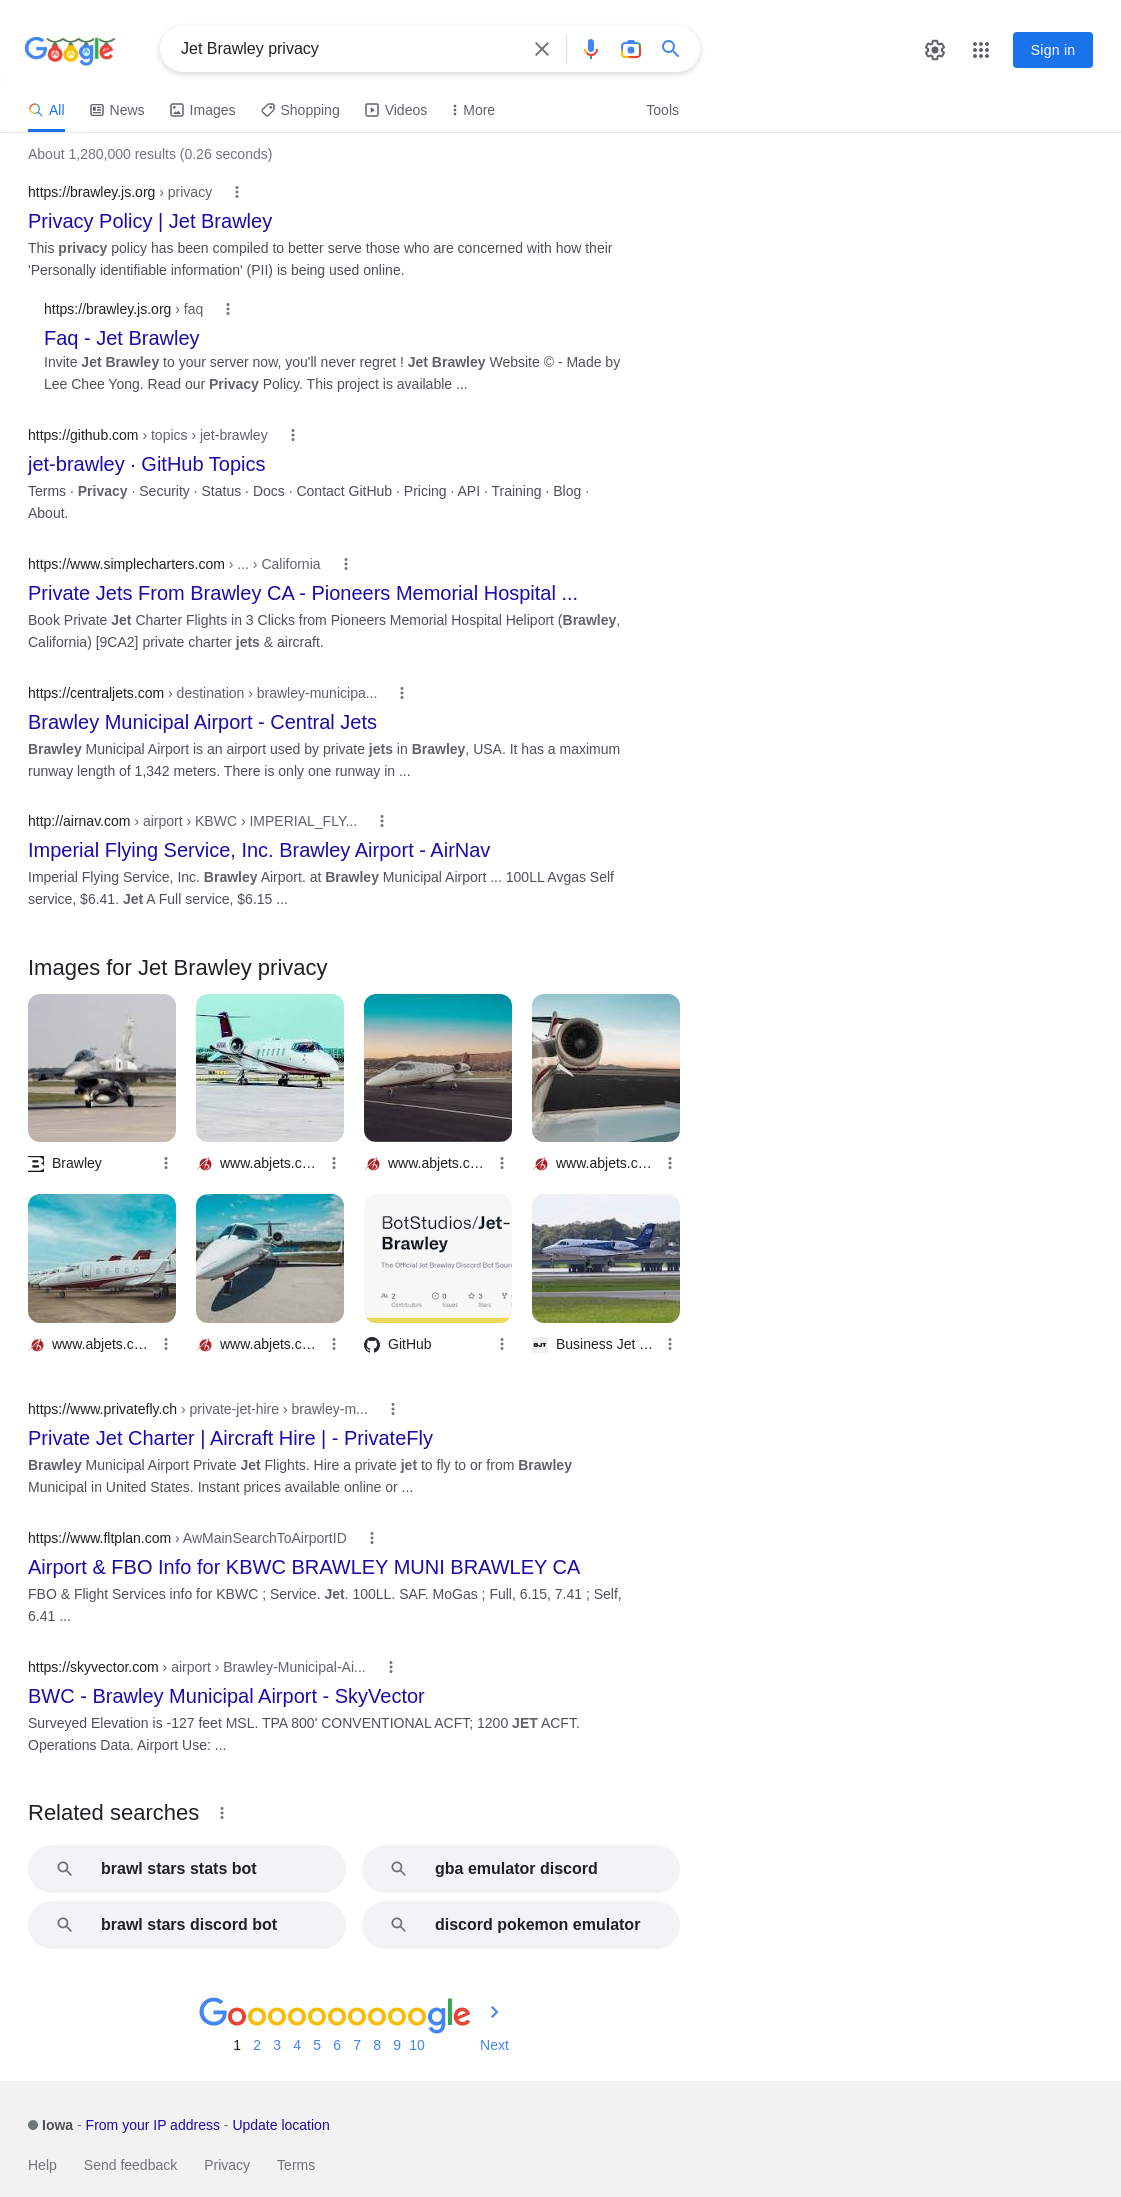 Google
Jet Brawley privacy
Sign in
All News Images Shopping Videos More Tools
About 1,280,000 results (0.26 seconds)
https://brawley.js.org › privacy
Privacy Policy | Jet Brawley
This privacy policy has been compiled to better serve those who are concerned with how their
'Personally identifiable information' (PII) is being used online.
https://brawley.js.org › faq
Faq - Jet Brawley
Invite Jet Brawley to your server now, you'll never regret ! Jet Brawley Website © - Made by
Lee Chee Yong. Read our Privacy Policy. This project is available ...
https://github.com › topics › jet-brawley
jet-brawley · GitHub Topics
Terms · Privacy · Security · Status · Docs · Contact GitHub · Pricing · API · Training · Blog ·
About.
https://www.simplecharters.com › ... › California
Private Jets From Brawley CA - Pioneers Memorial Hospital ...
Book Private Jet Charter Flights in 3 Clicks from Pioneers Memorial Hospital Heliport (Brawley,
California) [9CA2] private charter jets & aircraft.
https://centraljets.com › destination › brawley-municipa...
Brawley Municipal Airport - Central Jets
Brawley Municipal Airport is an airport used by private jets in Brawley, USA. It has a maximum
runway length of 1,342 meters. There is only one runway in ...
http://airnav.com › airport › KBWC › IMPERIAL_FLY...
Imperial Flying Service, Inc. Brawley Airport - AirNav
Imperial Flying Service, Inc. Brawley Airport. at Brawley Municipal Airport ... 100LL Avgas Self
service, $6.41. Jet A Full service, $6.15 ...
Images for Jet Brawley privacy
Brawley www.abjets.c... www.abjets.c... www.abjets.c...
BotStudios/Jet-
Brawley
The Official Jet Brawley Discord Bot Sour
2 0 3
Contributors Issues Stars
www.abjets.c... www.abjets.c... GitHub BJT Business Jet ...
https://www.privatefly.ch › private-jet-hire › brawley-m...
Private Jet Charter | Aircraft Hire | - PrivateFly
Brawley Municipal Airport Private Jet Flights. Hire a private jet to fly to or from Brawley
Municipal in United States. Instant prices available online or ...
https://www.fltplan.com › AwMainSearchToAirportID
Airport & FBO Info for KBWC BRAWLEY MUNI BRAWLEY CA
FBO & Flight Services info for KBWC ; Service. Jet. 100LL. SAF. MoGas ; Full, 6.15, 7.41 ; Self,
6.41 ...
https://skyvector.com › airport › Brawley-Municipal-Ai...
BWC - Brawley Municipal Airport - SkyVector
Surveyed Elevation is -127 feet MSL. TPA 800' CONVENTIONAL ACFT; 1200 JET ACFT.
Operations Data. Airport Use: ...
Related searches
brawl stars stats bot gba emulator discord
brawl stars discord bot discord pokemon emulator
Goooooooooogle
1 2 3 4 5 6 7 8 9 10 Next
Iowa - From your IP address - Update location
Help Send feedback Privacy Terms